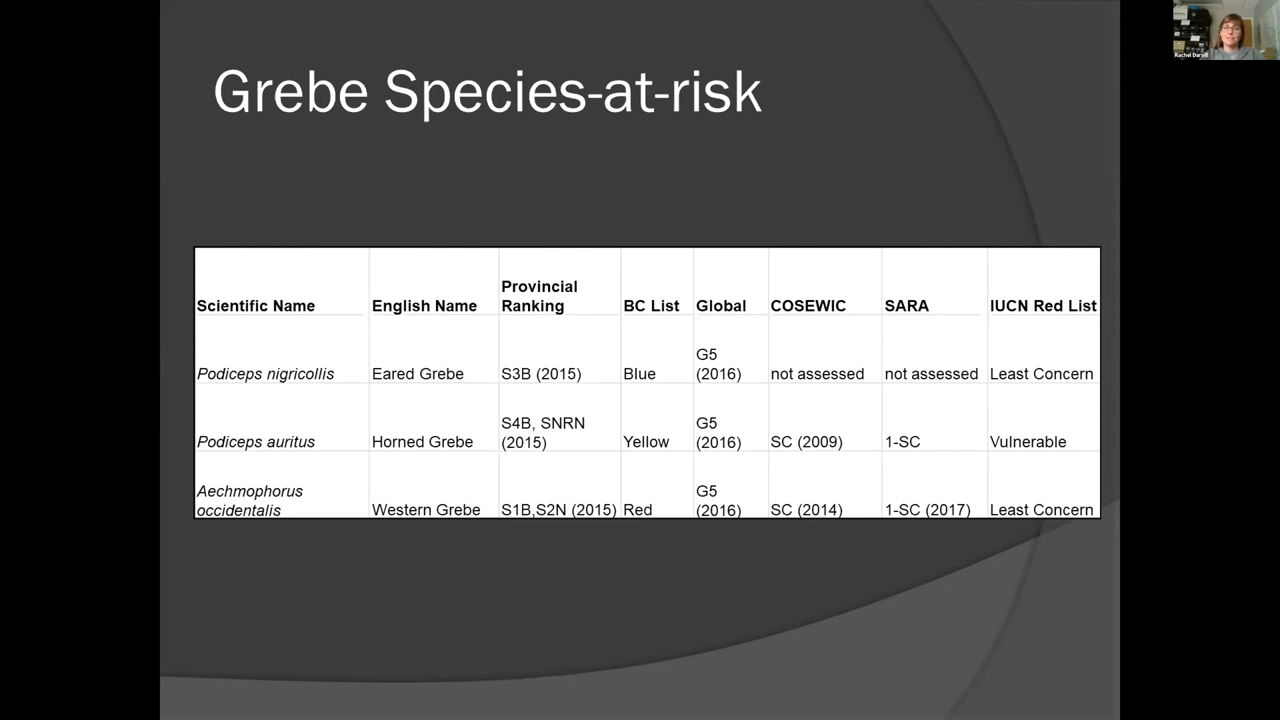 Grebe Species-at-risk
Rachel Darvill
Scientific Name English Name Provincial Ranking BC List Global COSEWIC SARA IUCN Red List
Podiceps nigricollis Eared Grebe S3B (2015) Blue G5 (2016) not assessed not assessed Least Concern
Podiceps auritus Horned Grebe S4B, SNRN (2015) Yellow G5 (2016) SC (2009) 1-SC Vulnerable
Aechmophorus occidentalis Western Grebe S1B,S2N (2015) Red G5 (2016) SC (2014) 1-SC (2017) Least Concern